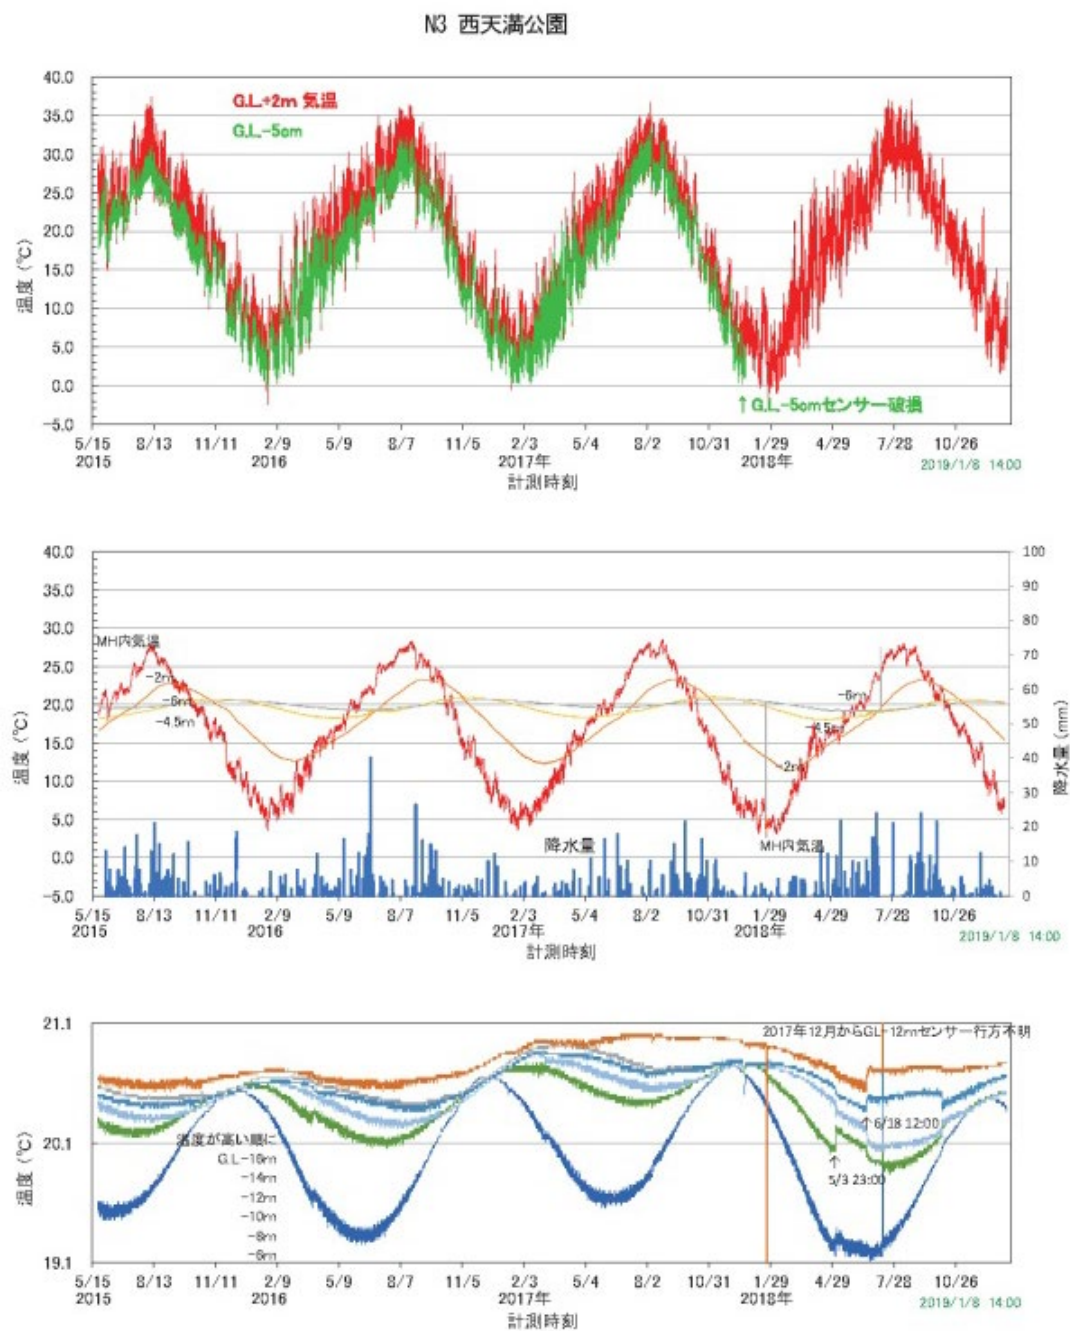 N3 西天満公園
40.0
35.0
30.0
25.0
20.0
15.0
10.0
5.0
0.0
-5.0
温度 (℃)
G.L.+2m 気温
G.L.-5cm
↑G.L.-5cmセンサー破損
5/15 8/13 11/11 2/9 5/9 8/7 11/5 2/3 5/4 8/2 10/31 1/29 4/29 7/28 10/26
2015 2016 2017年 2018年
2019/1/8 14:00
計測時刻
40.0
35.0
30.0
25.0
20.0
15.0
10.0
5.0
0.0
-5.0
温度 (℃)
100
90
80
70
60
50
40
30
20
10
0
降水量 (mm)
MH内気温
-2m
-6m
-4.5m
-6m
-4.5m
-2m
降水量
MH内気温
5/15 8/13 11/11 2/9 5/9 8/7 11/5 2/3 5/4 8/2 10/31 1/29 4/29 7/28 10/26
2015 2016 2017年 2018年
2019/1/8 14:00
計測時刻
21.1
20.1
19.1
温度 (℃)
2017年12月からGL-12mセンサー行方不明
↑6/18 12:00
↑
5/3 23:00
温度が高い順に
G.L-16m
-14m
-12m
-10m
-8m
-6m
5/15 8/13 11/11 2/9 5/9 8/7 11/5 2/3 5/4 8/2 10/31 1/29 4/29 7/28 10/26
2015 2016 2017年 2018年
2019/1/8 14:00
計測時刻